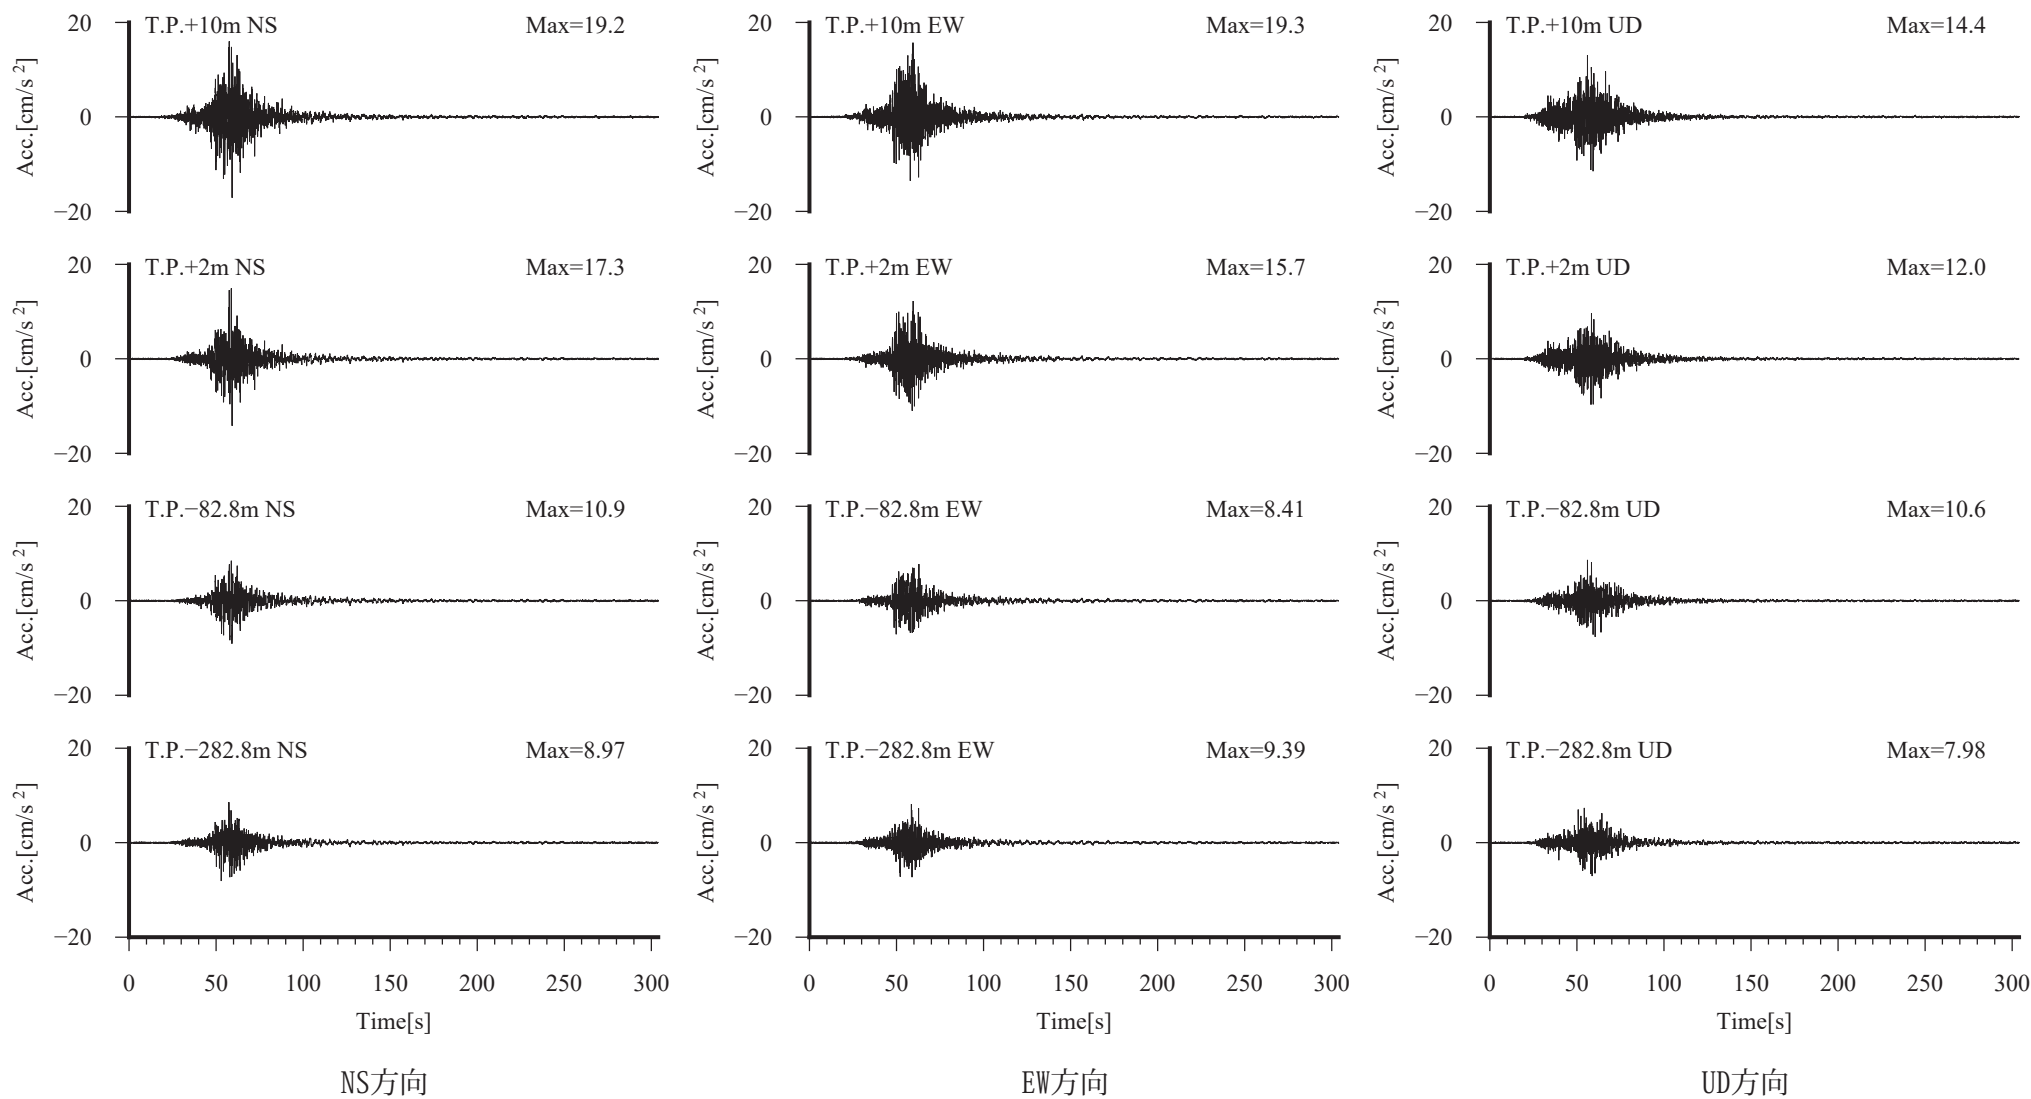 20 T.P.+10m NS Max=19.2
Acc.[cm/s²]
0
−20
20 T.P.+2m NS Max=17.3
Acc.[cm/s²]
0
−20
20 T.P.−82.8m NS Max=10.9
Acc.[cm/s²]
0
−20
20 T.P.−282.8m NS Max=8.97
Acc.[cm/s²]
0
−20
0 50 100 150 200 250 300
Time[s]
NS方向
20 T.P.+10m EW Max=19.3
Acc.[cm/s²]
0
−20
20 T.P.+2m EW Max=15.7
Acc.[cm/s²]
0
−20
20 T.P.−82.8m EW Max=8.41
Acc.[cm/s²]
0
−20
20 T.P.−282.8m EW Max=9.39
Acc.[cm/s²]
0
−20
0 50 100 150 200 250 300
Time[s]
EW方向
20 T.P.+10m UD Max=14.4
Acc.[cm/s²]
0
−20
20 T.P.+2m UD Max=12.0
Acc.[cm/s²]
0
−20
20 T.P.−82.8m UD Max=10.6
Acc.[cm/s²]
0
−20
20 T.P.−282.8m UD Max=7.98
Acc.[cm/s²]
0
−20
0 50 100 150 200 250 300
Time[s]
UD方向